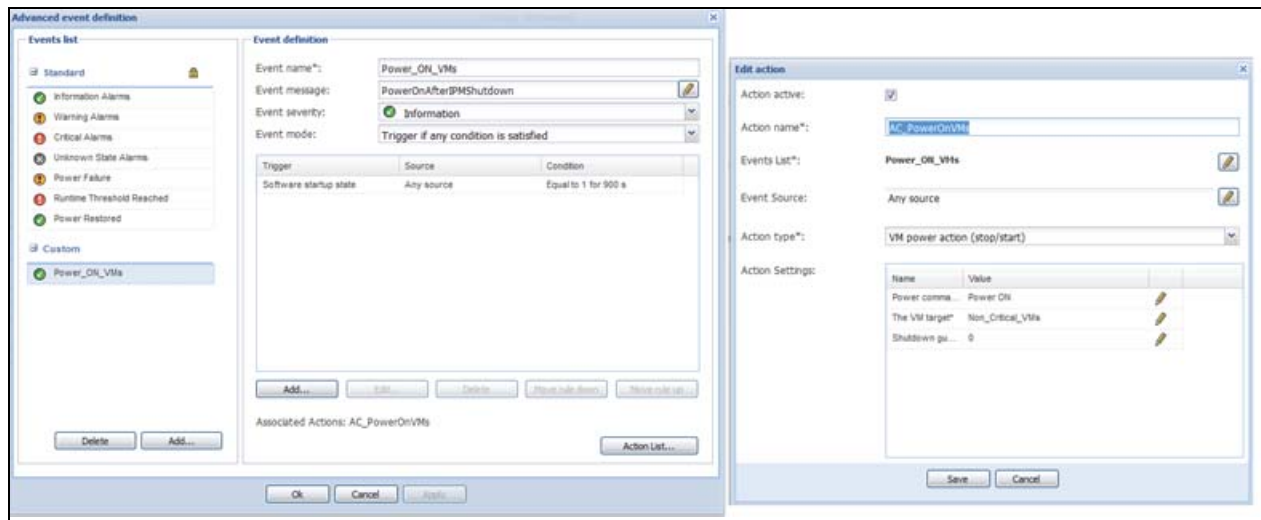 Advanced event definition
Events list
Standard
Information Alarms
Warning Alarms
Critical Alarms
Unknown State Alarms
Power Failure
Runtime Threshold Reached
Power Restored
Custom
Power_ON_VMs
Delete
Add...
Event definition
Event name*: Power_ON_VMs
Event message: PowerOnAfterIPMShutdown
Event severity: Information
Event mode: Trigger if any condition is satisfied
Trigger Source Condition
Software startup state Any source Equal to 1 for 900 s
Add... Edit... Delete Move rule down Move rule up
Associated Actions: AC_PowerOnVMs
Action List...
Ok Cancel Apply
Edit action
Action active:
Action name*: AC_PowerOnVMs
Events List*: Power_ON_VMs
Event Source: Any source
Action type*: VM power action (stop/start)
Action Settings:
Name Value
Power comma... Power ON
The VM target* Non_Critical_VMs
Shutdown gu... 0
Save Cancel